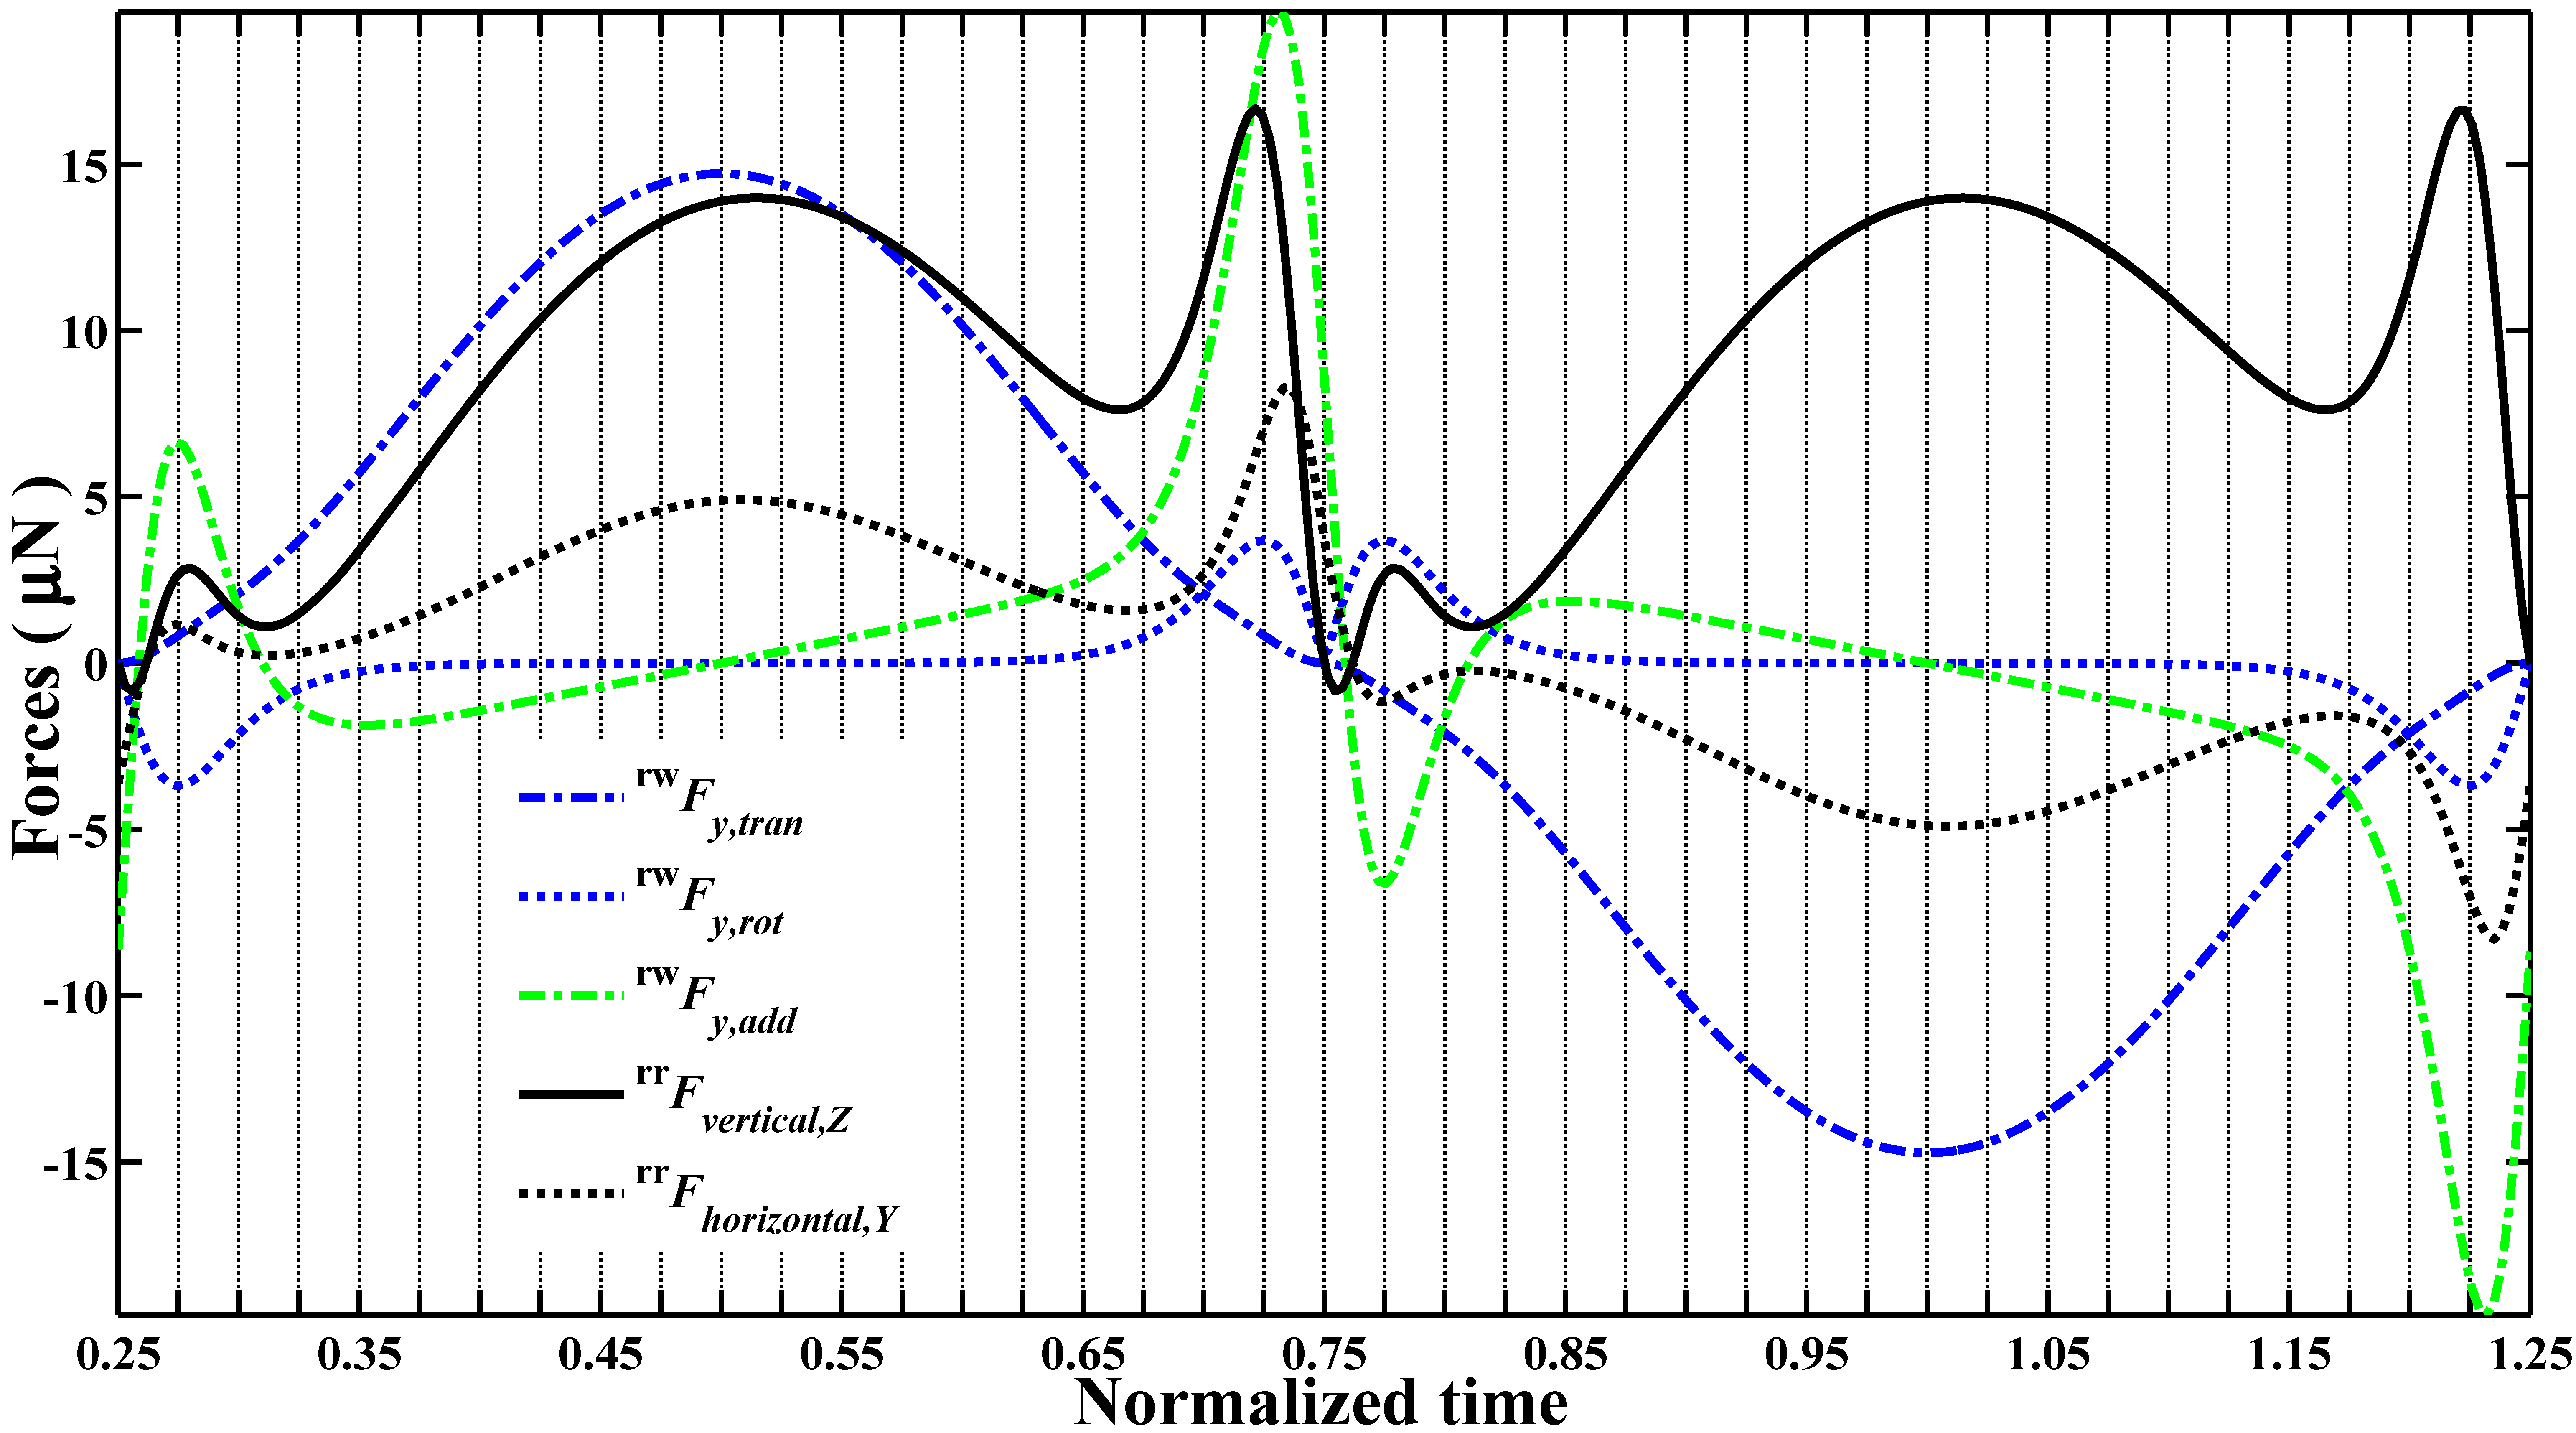 Forces ( μN )
15
10
5
0
-5
-10
-15
rwFy,tran
rwFy,rot
rwFy,add
rrFvertical,Z
rrFhorizontal,Y
0.25 0.35 0.45 0.55 0.65 0.75 0.85 0.95 1.05 1.15 1.25
Normalized time